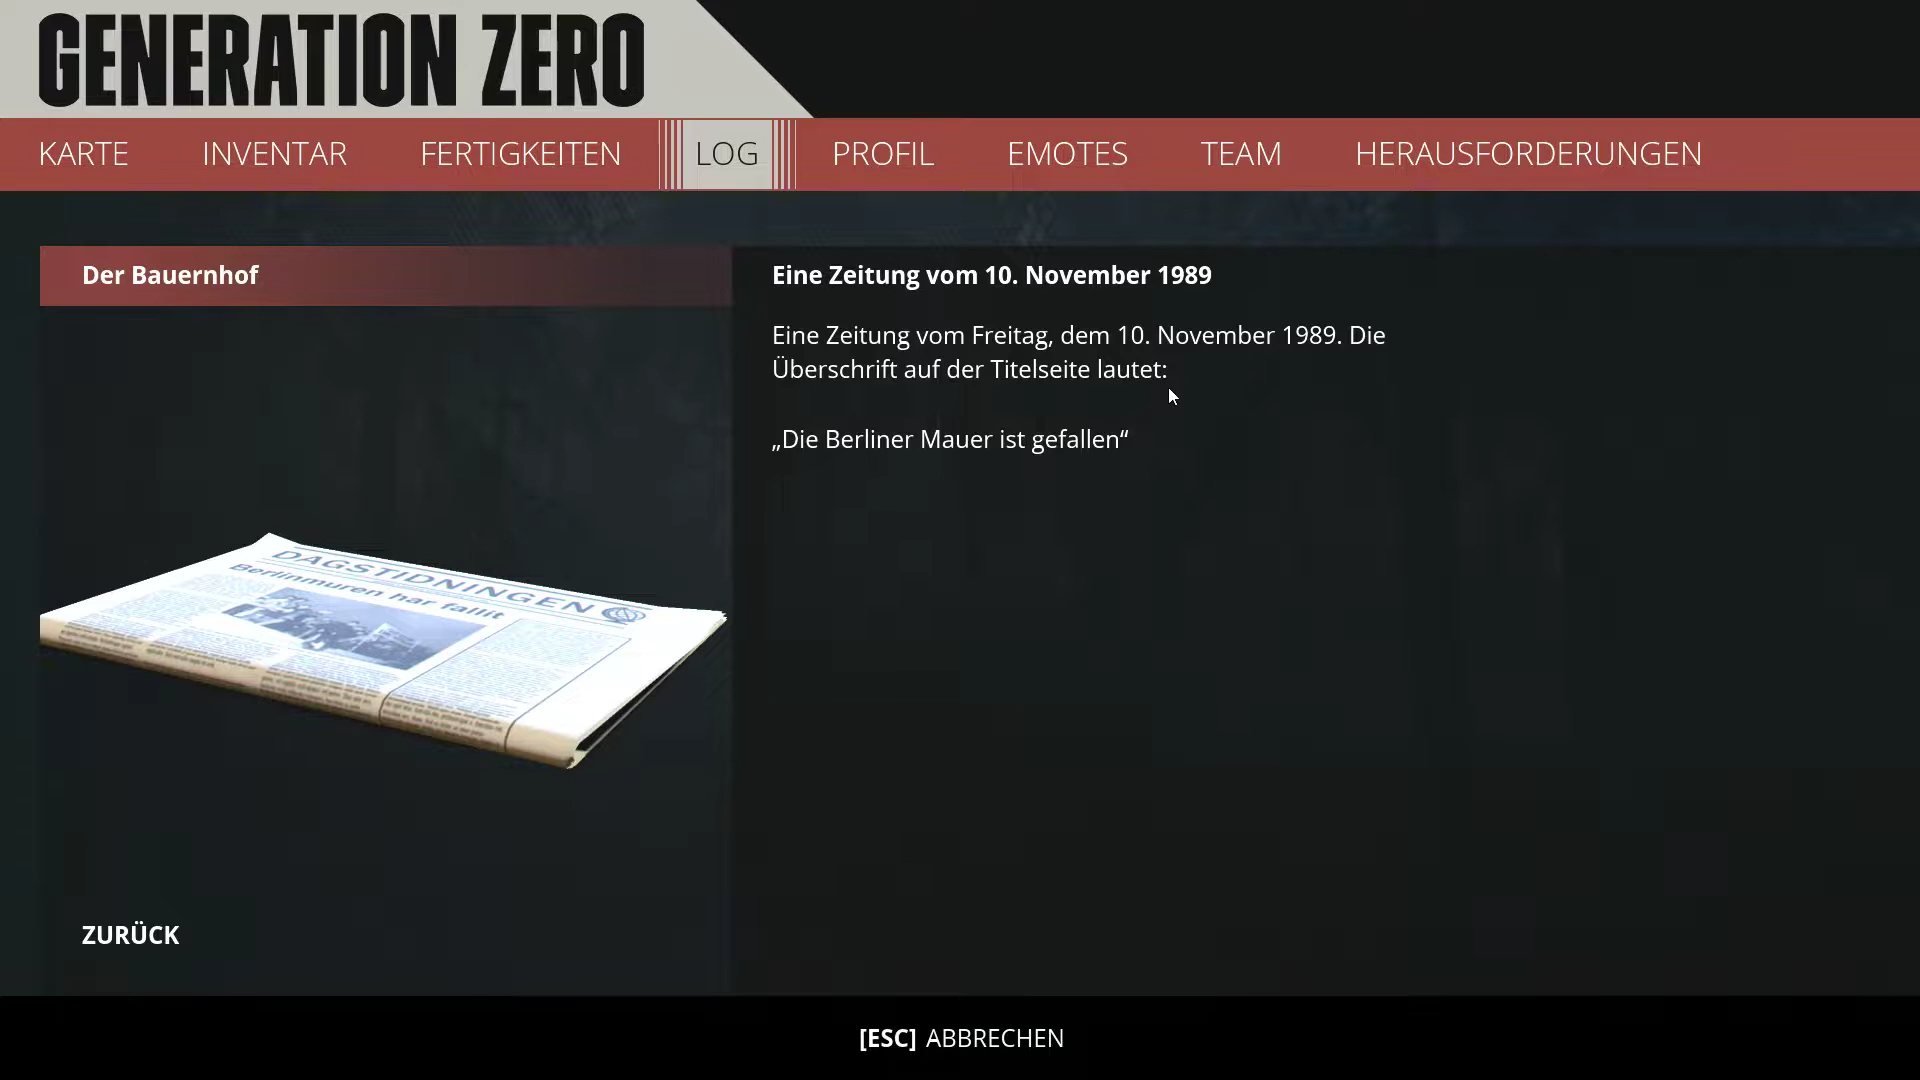 GENERATION ZERO
KARTE INVENTAR FERTIGKEITEN LOG PROFIL EMOTES TEAM HERAUSFORDERUNGEN
Der Bauernhof
Eine Zeitung vom 10. November 1989
Eine Zeitung vom Freitag, dem 10. November 1989. Die
Überschrift auf der Titelseite lautet:
„Die Berliner Mauer ist gefallen“
DAGSTIDNINGEN
Berlinmuren har fallit
ZURÜCK
[ESC] ABBRECHEN